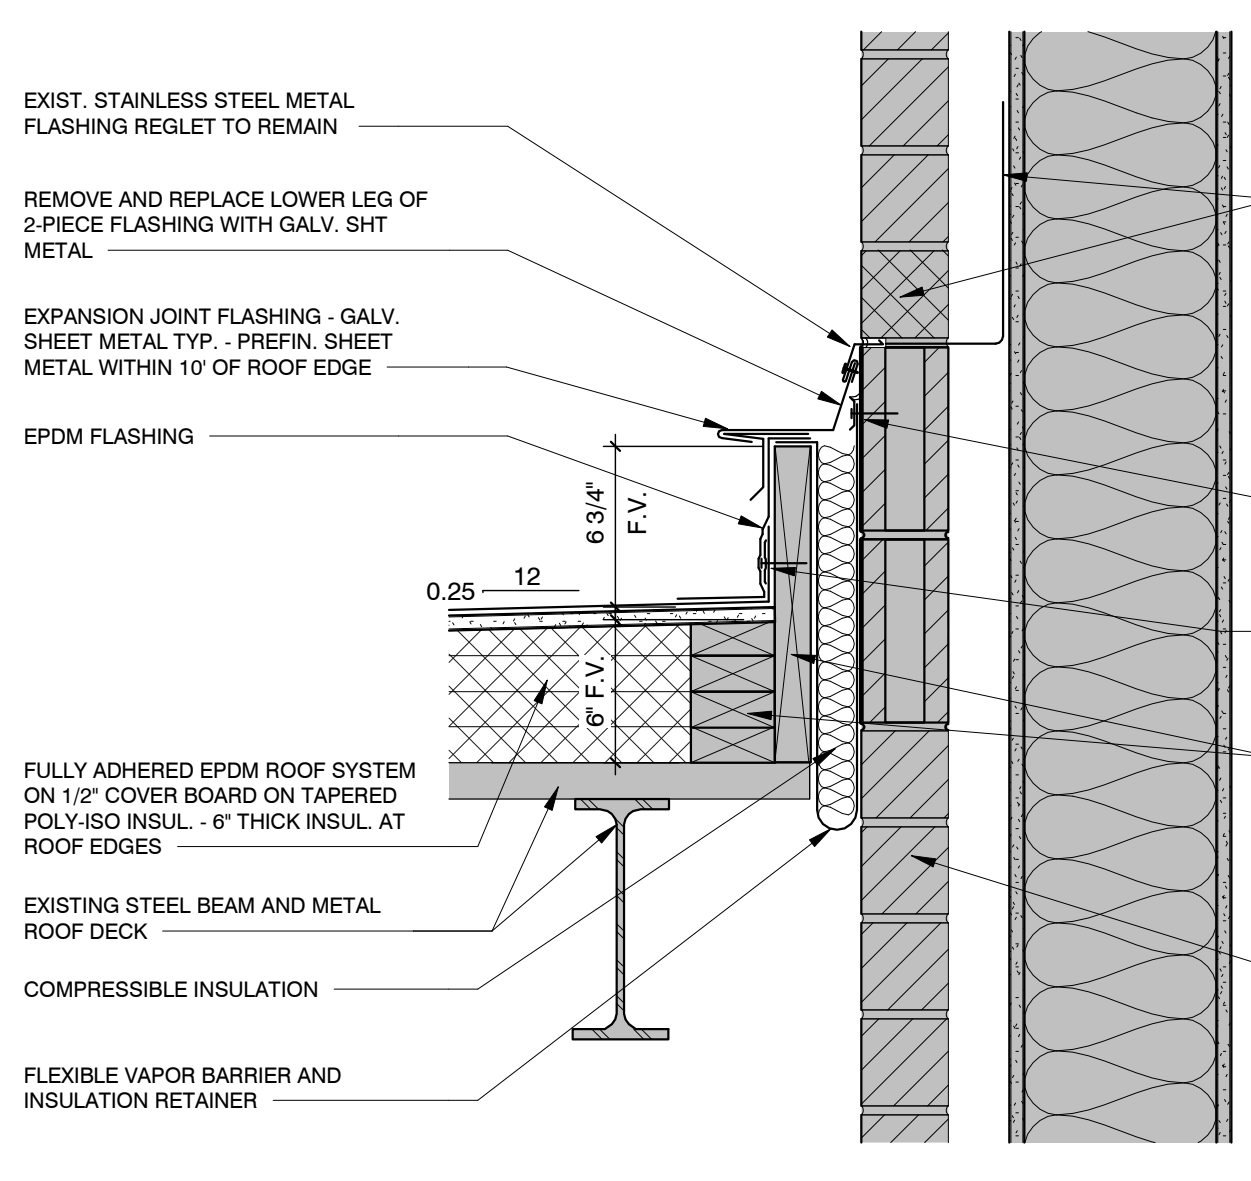 EXIST. STAINLESS STEEL METAL
FLASHING REGLET TO REMAIN
REMOVE AND REPLACE LOWER LEG OF
2-PIECE FLASHING WITH GALV. SHT
METAL
EXPANSION JOINT FLASHING - GALV.
SHEET METAL TYP. - PREFIN. SHEET
METAL WITHIN 10' OF ROOF EDGE
EPDM FLASHING
6 3/4"
F.V.
12
0.25
6" F.V.
FULLY ADHERED EPDM ROOF SYSTEM
ON 1/2" COVER BOARD ON TAPERED
POLY-ISO INSUL. - 6" THICK INSUL. AT
ROOF EDGES
EXISTING STEEL BEAM AND METAL
ROOF DECK
COMPRESSIBLE INSULATION
FLEXIBLE VAPOR BARRIER AND
INSULATION RETAINER